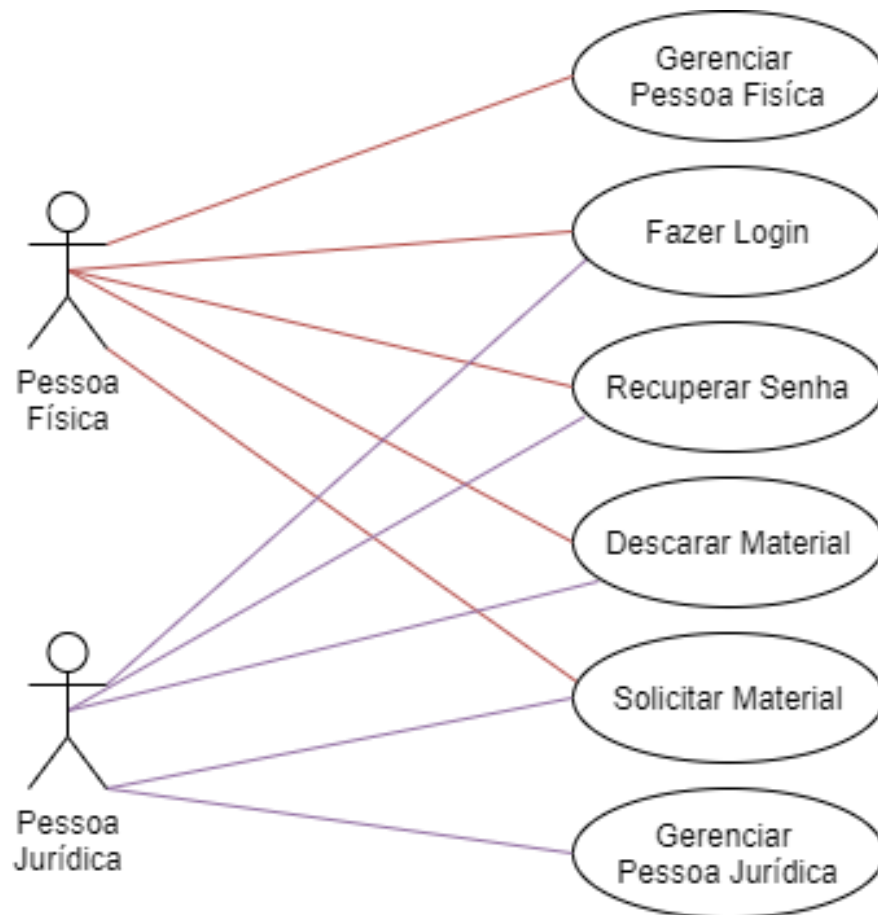 Gerenciar
Pessoa Fisíca
Fazer Login
Pessoa
Física
Recuperar Senha
Descarar Material
Solicitar Material
Pessoa
Jurídica
Gerenciar
Pessoa Jurídica